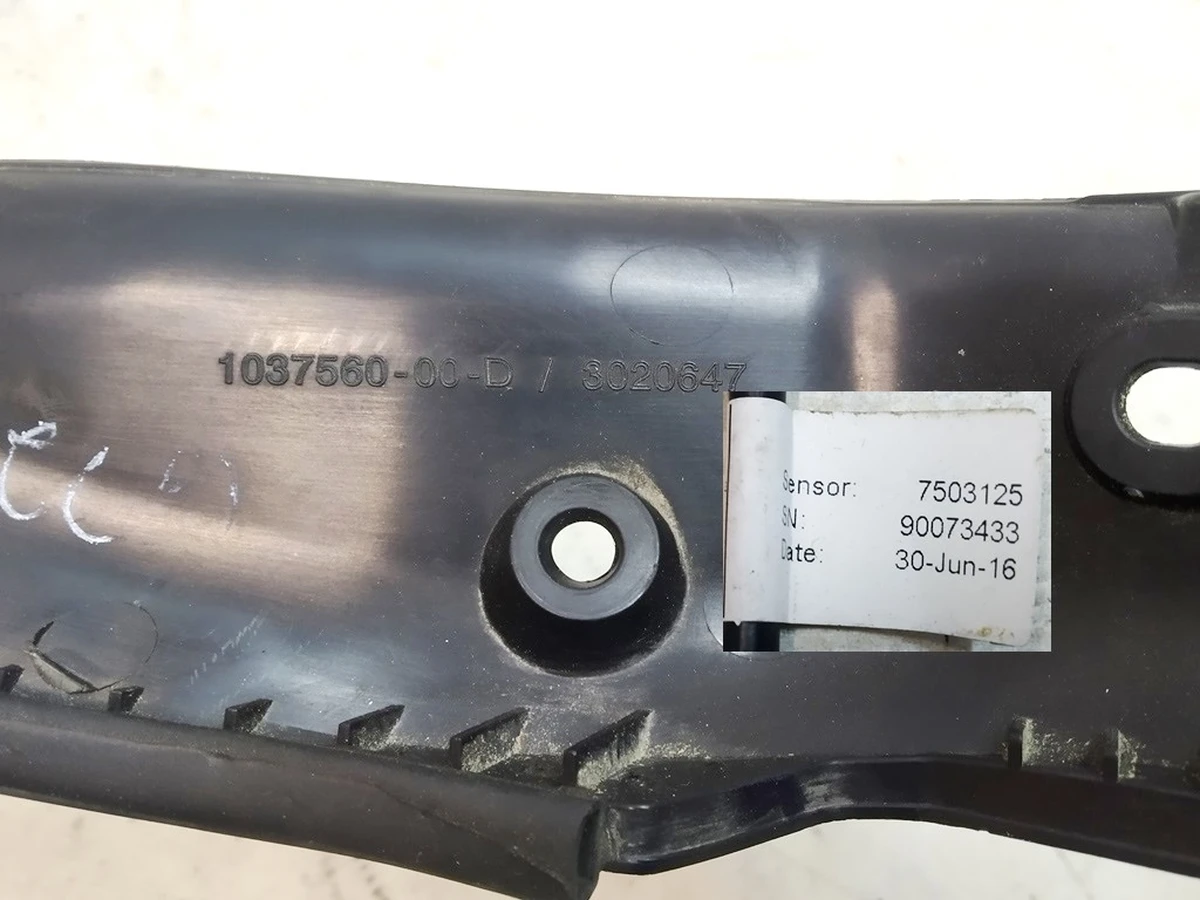 1037560-00-D / 3020647
Sensor: 7503125
SN: 90073433
Date: 30-Jun-16